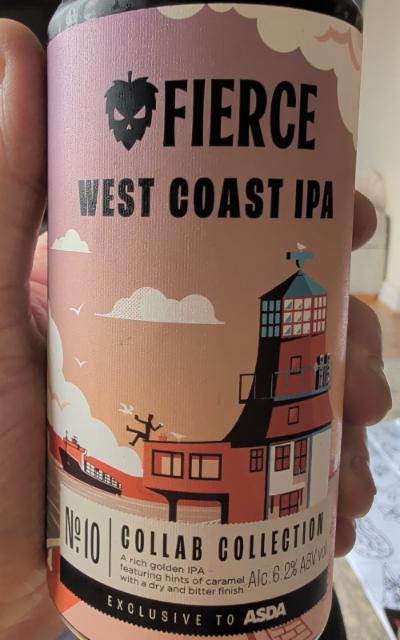 FIERCE
WEST COAST IPA
Nº10
COLLAB COLLECTION
A rich golden IPA -
featuring hints of caramel
with a dry and bitter finish
Alc.6.2% ABV vol
EXCLUSIVE TO ASDA